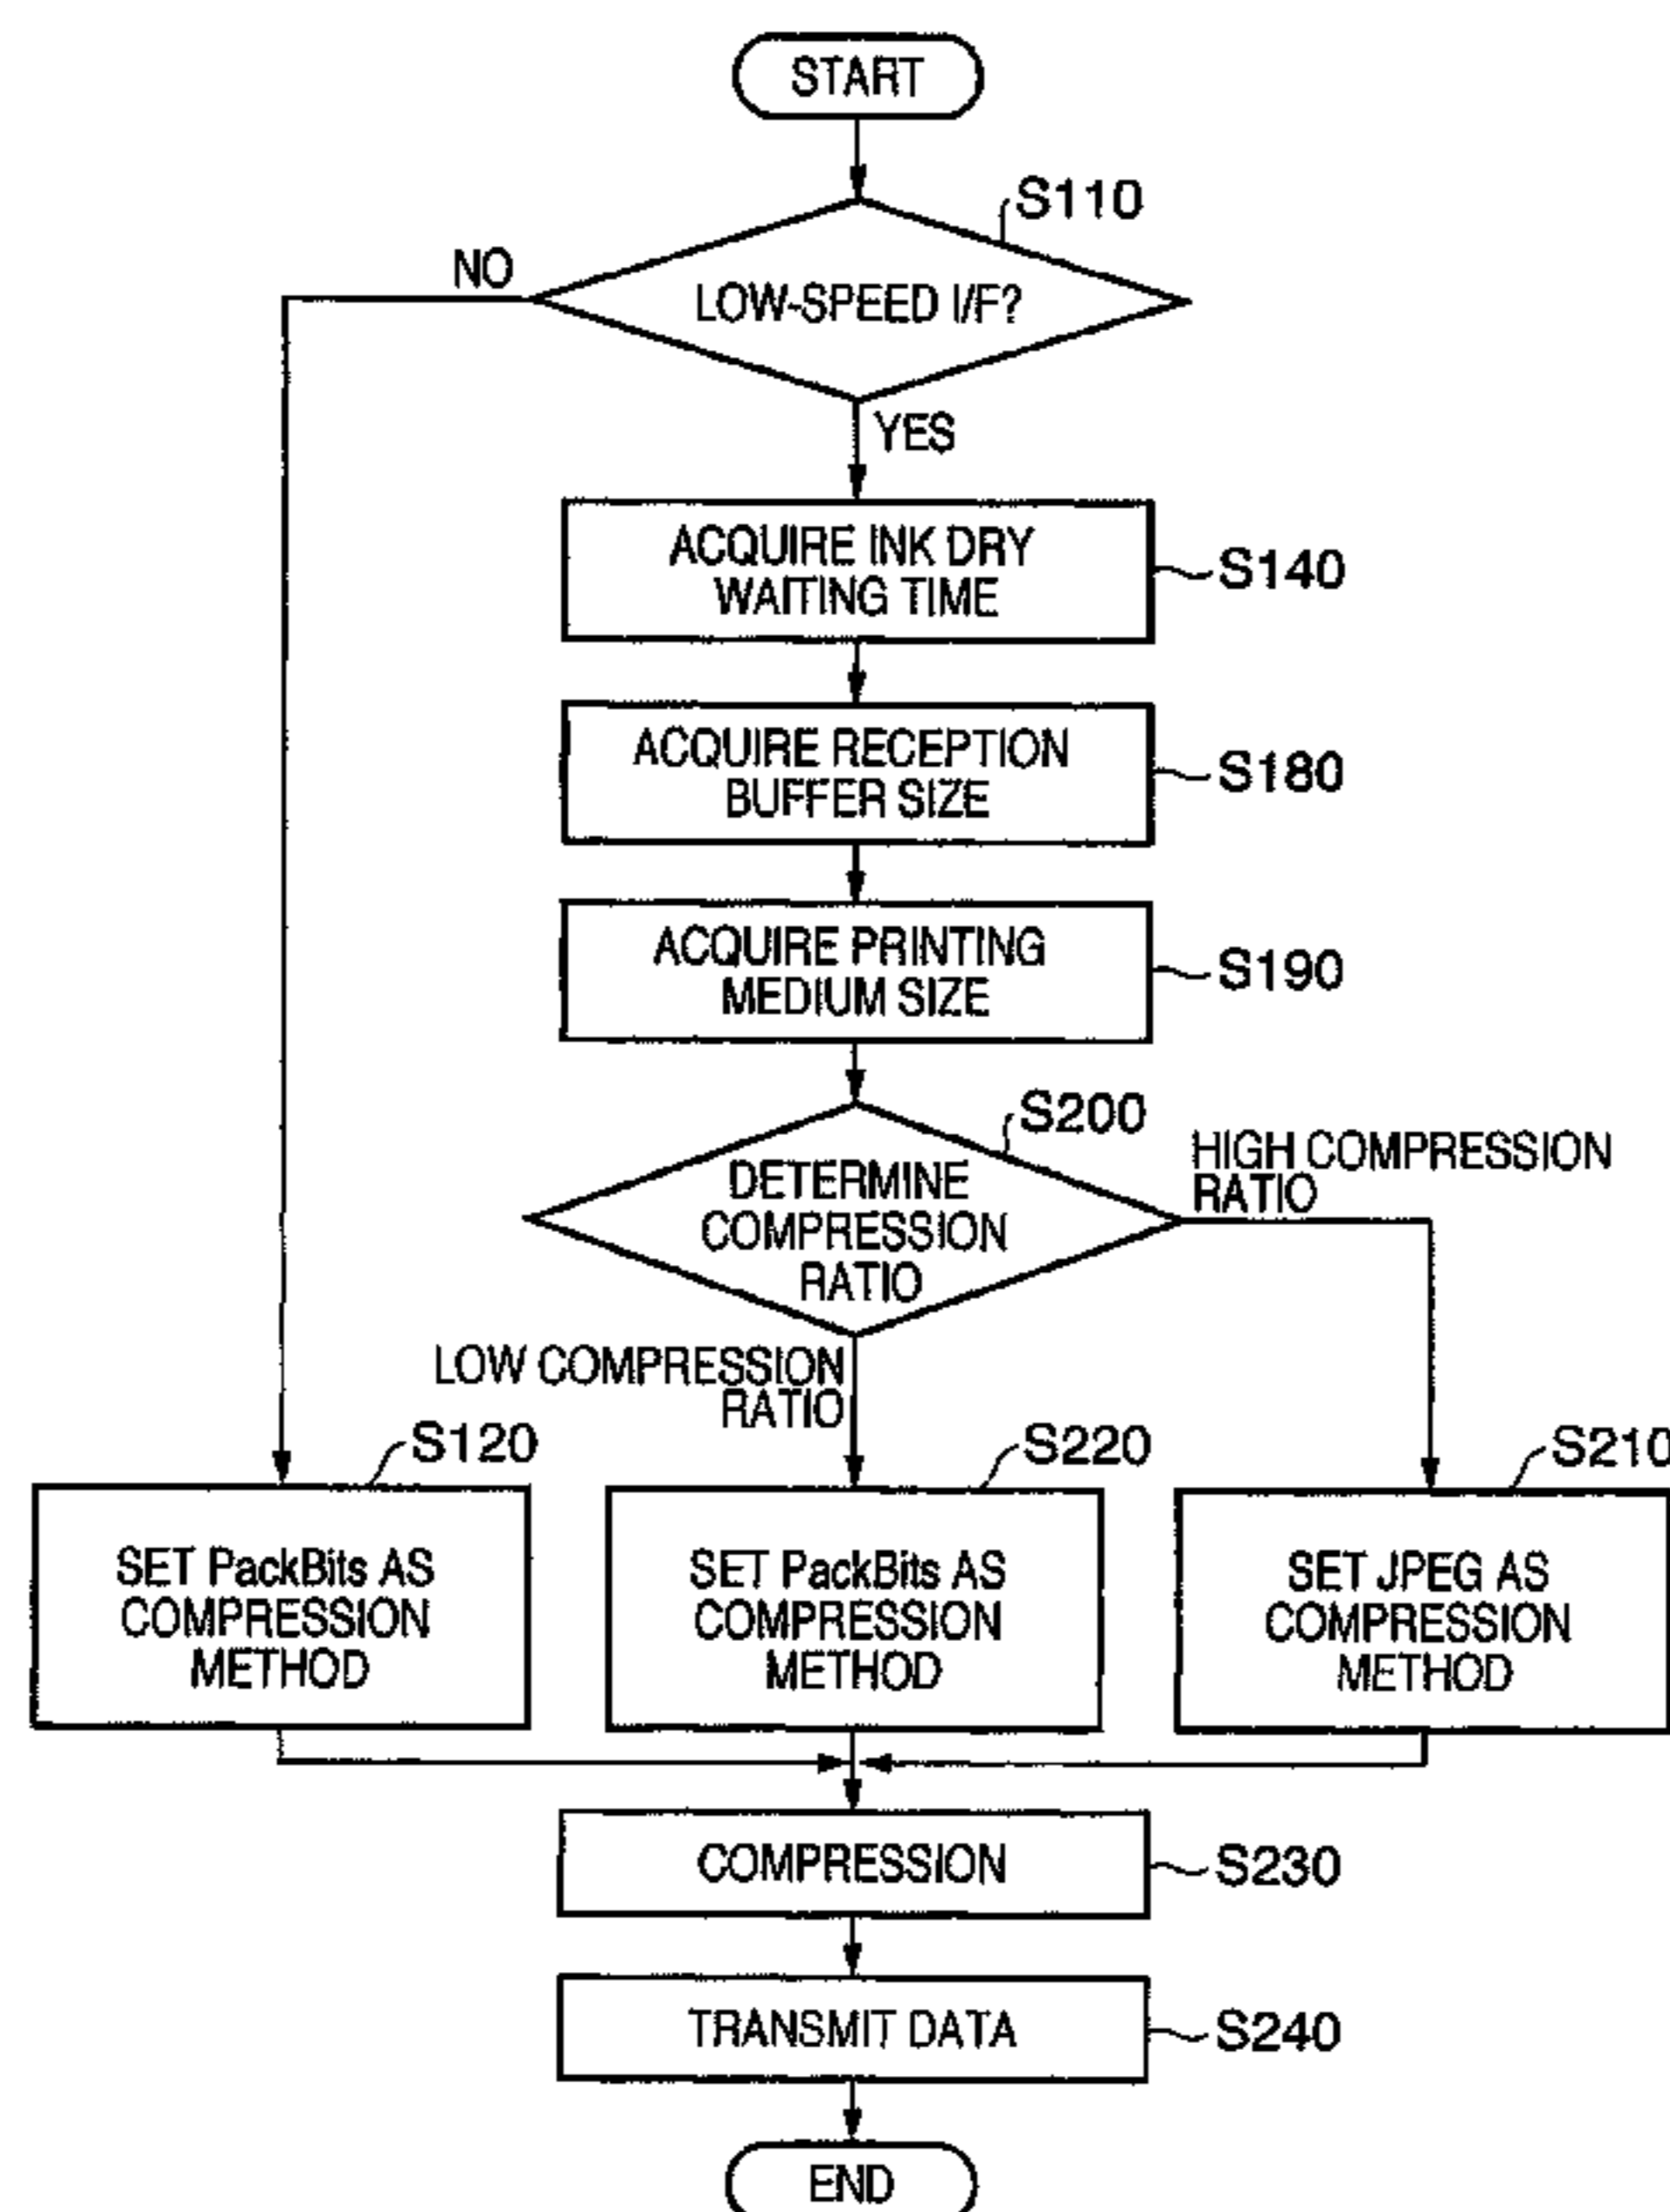 START
S110
NO
LOW-SPEED I/F?
YES
ACQUIRE INK DRY
WAITING TIME
S140
ACQUIRE RECEPTION
BUFFER SIZE
S180
ACQUIRE PRINTING
MEDIUM SIZE
S190
S200
DETERMINE
COMPRESSION
RATIO
HIGH COMPRESSION
RATIO
LOW COMPRESSION
RATIO
S120
SET PackBits AS
COMPRESSION
METHOD
S220
SET PackBits AS
COMPRESSION
METHOD
S210
SET JPEG AS
COMPRESSION
METHOD
COMPRESSION
S230
TRANSMIT DATA
S240
END